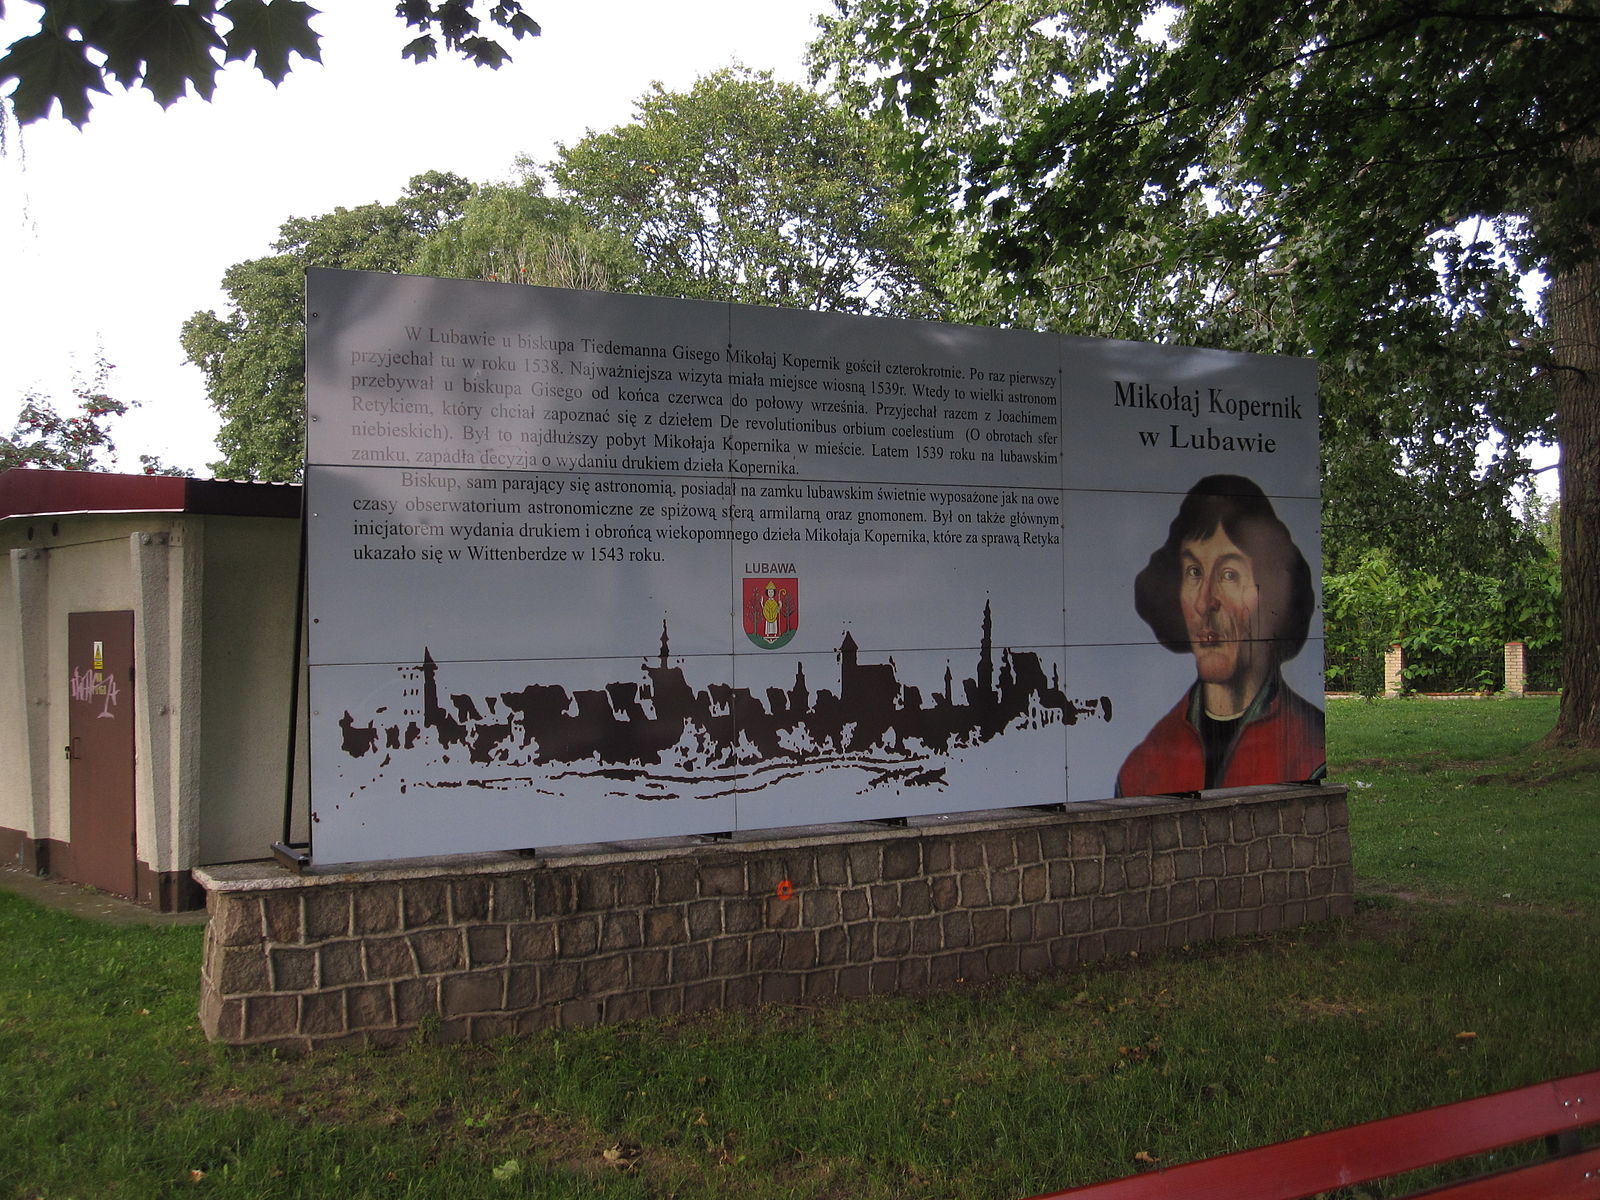 W Lubawie u biskupa Tiedemanna Gisego Mikołaj Kopernik gościł czterokrotnie. Po raz pierwszy
przyjechał tu w roku 1538. Najważniejsza wizyta miała miejsce wiosną 1539r. Wtedy to wielki astronom
przebywał u biskupa Gisego od końca czerwca do połowy września. Przyjechał razem z Joachimem
Retykiem, który chciał zapoznać się z dziełem De revolutionibus orbium coelestium (O obrotach sfer
niebieskich). Był to najdłuższy pobyt Mikołaja Kopernika w mieście. Latem 1539 roku na lubawskim
zamku, zapadła decyzja o wydaniu drukiem dzieła Kopernika.
Biskup, sam parający się astronomią, posiadał na zamku lubawskim świetnie wyposażone jak na owe
czasy obserwatorium astronomiczne ze spiżową sferą armilarną oraz gnomonem. Był on także głównym
inicjatorem wydania drukiem i obrońcą wiekopomnego dzieła Mikołaja Kopernika, które za sprawą Retyka
ukazało się w Wittenberdze w 1543 roku.
LUBAWA
Mikołaj Kopernik
w Lubawie